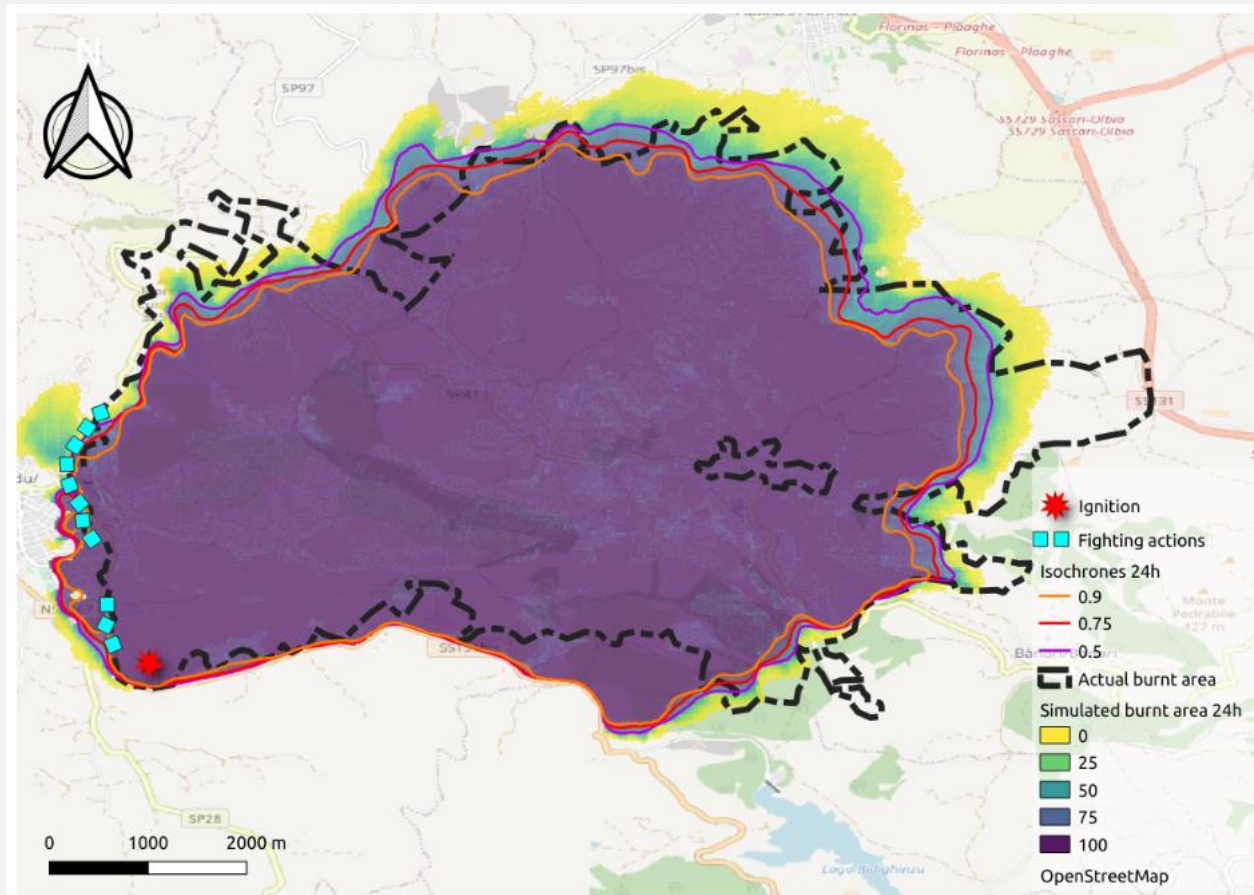 N
Florinas - Ploaghe
Florinas - Ploaghe
SP97bis
SP97
SS729 Sassari-Olbia
SS729 Sassari-Olbia
SP41
SS131
du/
Ignition
Fighting actions
Isochrones 24h
0.9
0.75
0.5
Actual burnt area
Simulated burnt area 24h
0
25
50
75
100
OpenStreetMap
Monte
427 m
SP28
0 1000 2000 m